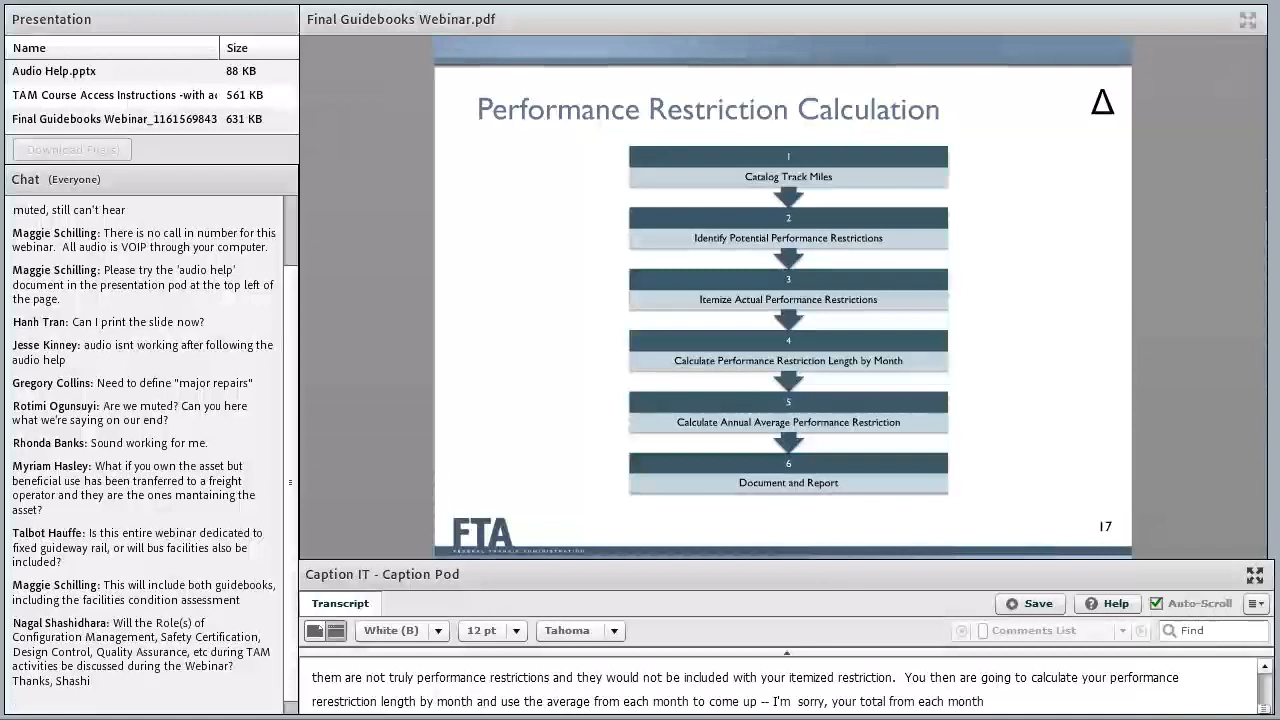 Presentation
Name Size
Audio Help.pptx 88 KB
TAM Course Access Instructions -with ac 561 KB
Final Guidebooks Webinar_1161569843 631 KB
Download File(s)
Chat (Everyone)
muted, still can't hear
Maggie Schilling: There is no call in number for this
webinar. All audio is VOIP through your computer.
Maggie Schilling: Please try the 'audio help'
document in the presentation pod at the top left of
the page.
Hanh Tran: Can I print the slide now?
Jesse Kinney: audio isnt working after following the
audio help
Gregory Collins: Need to define "major repairs"
Rotimi Ogunsuyi: Are we muted? Can you here
what we're saying on our end?
Rhonda Banks: Sound working for me.
Myriam Hasley: What if you own the asset but
beneficial use has been tranferred to a freight
operator and they are the ones mantaining the
asset?
Talbot Hauffe: Is this entire webinar dedicated to
fixed guideway rail, or will bus facilities also be
included?
Maggie Schilling: This will include both guidebooks,
including the facilities condition assessment
Nagal Shashidhara: Will the Role(s) of
Configuration Management, Safety Certification,
Design Control, Quality Assurance, etc during TAM
activities be discussed during the Webinar?
Thanks, Shashi
Final Guidebooks Webinar.pdf
Performance Restriction Calculation
Δ
1
Catalog Track Miles
2
Identify Potential Performance Restrictions
3
Itemize Actual Performance Restrictions
4
Calculate Performance Restriction Length by Month
5
Calculate Annual Average Performance Restriction
6
Document and Report
17
FTA
FEDERAL TRANSIT ADMINISTRATION
Caption IT - Caption Pod
Transcript Save Help Auto-Scroll
White (B) 12 pt Tahoma Comments List Find
them are not truly performance restrictions and they would not be included with your itemized restriction. You then are going to calculate your performance
rerestriction length by month and use the average from each month to come up -- I'm sorry, your total from each month